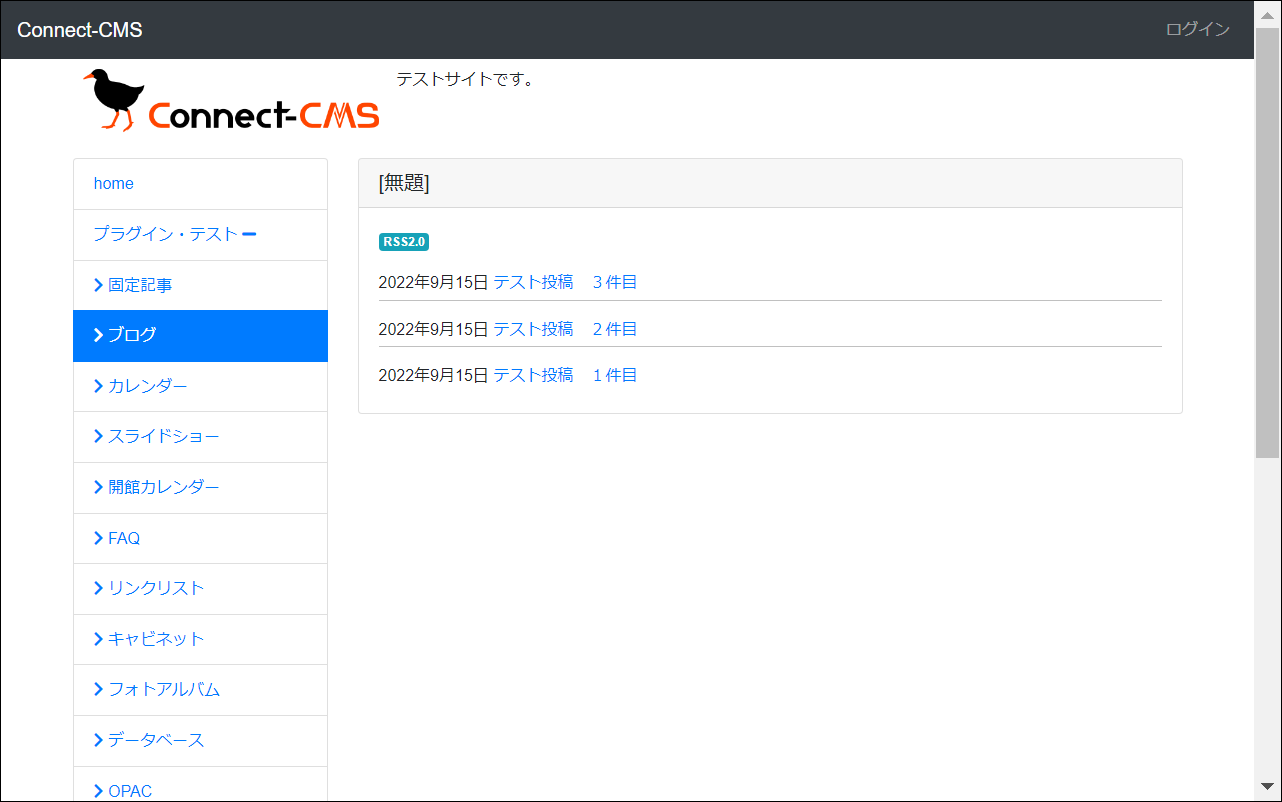 Connect-CMS
ログイン
Connect-CMS
テストサイトです。
home
プラグイン・テスト
固定記事
ブログ
カレンダー
スライドショー
開館カレンダー
FAQ
リンクリスト
キャビネット
フォトアルバム
データベース
OPAC
[無題]
RSS2.0
2022年9月15日 テスト投稿　３件目
2022年9月15日 テスト投稿　２件目
2022年9月15日 テスト投稿　１件目